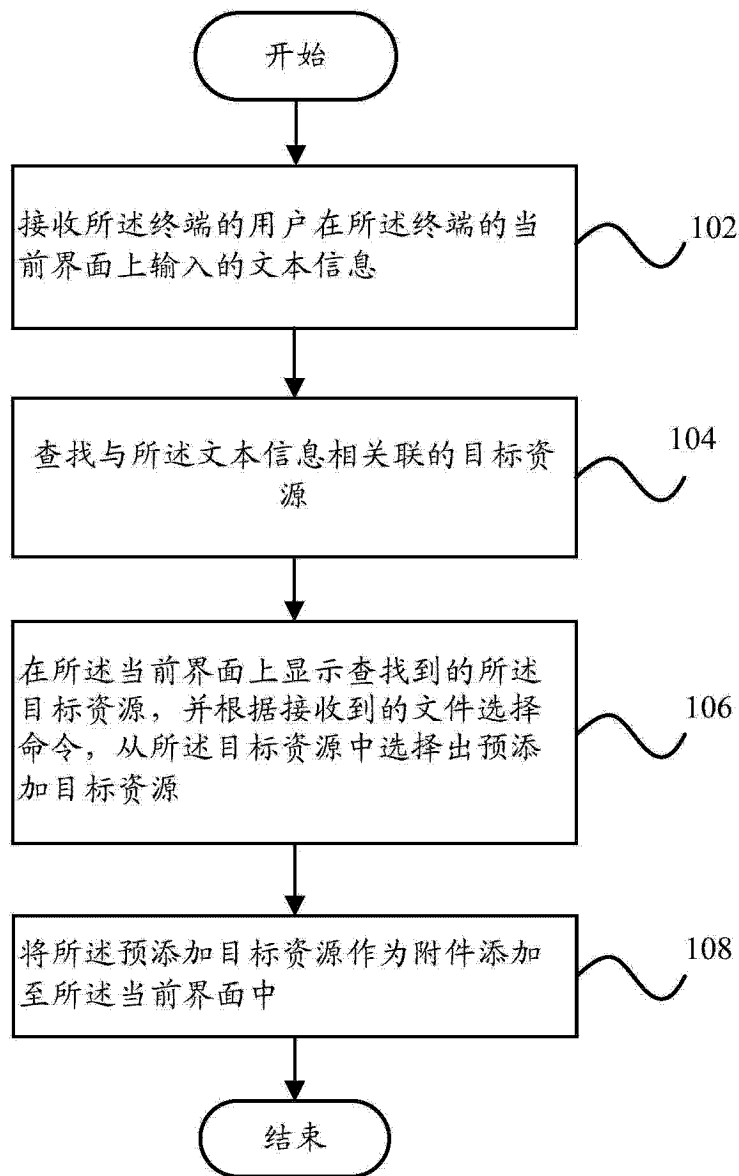 开始
接收所述终端的用户在所述终端的当
前界面上输入的文本信息
102
查找与所述文本信息相关联的目标资
源
104
在所述当前界面上显示查找到的所述
目标资源，并根据接收到的文件选择
命令，从所述目标资源中选择出预添
加目标资源
106
将所述预添加目标资源作为附件添加
至所述当前界面中
108
结束